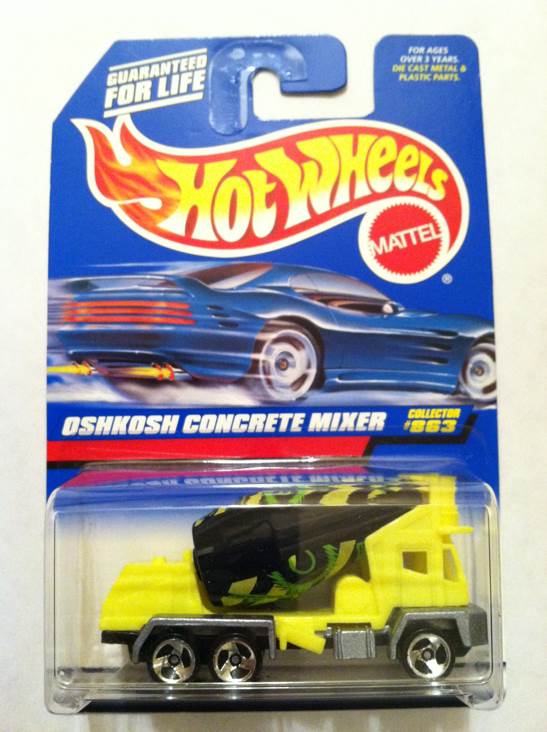 GUARANTEED
FOR LIFE
FOR AGES
OVER 3 YEARS.
DIE CAST METAL &
PLASTIC PARTS.
HOT WHEELS
MATTEL
®
OSHKOSH CONCRETE MIXER
COLLECTOR
#863